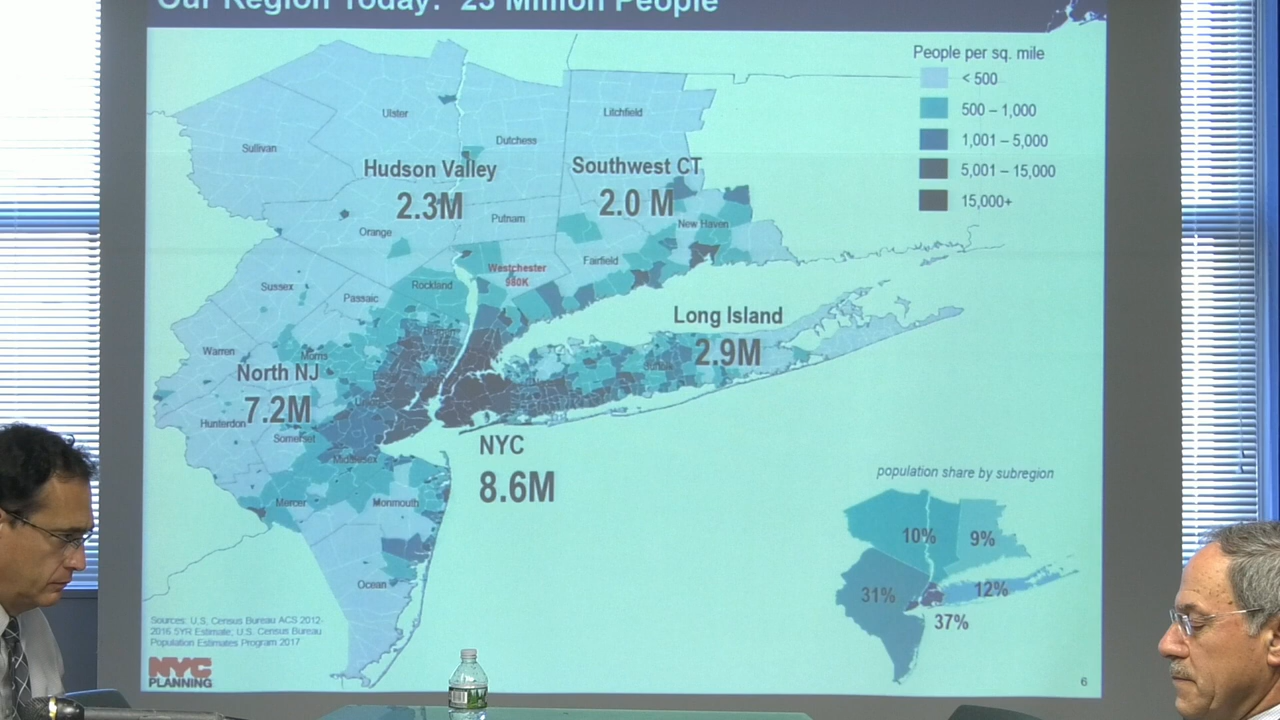 Our Region Today: 23 Million People
People per sq. mile
< 500
500 – 1,000
1,001 – 5,000
5,001 – 15,000
15,000+
Ulster
Litchfield
Dutchess
Sullivan
Hudson Valley
2.3M
Southwest CT
2.0 M
Putnam
Orange
New Haven
Fairfield
Westchester
980K
Sussex
Rockland
Passaic
Bergen
Long Island
2.9M
Suffolk
Warren
Morris
North NJ
7.2M
Hunterdon
Somerset
Middlesex
NYC
8.6M
Mercer
Monmouth
Ocean
population share by subregion
10%
9%
31%
12%
37%
Sources: U.S. Census Bureau ACS 2012-
2016 5YR Estimate; U.S. Census Bureau
Population Estimates Program 2017
NYC
PLANNING
6